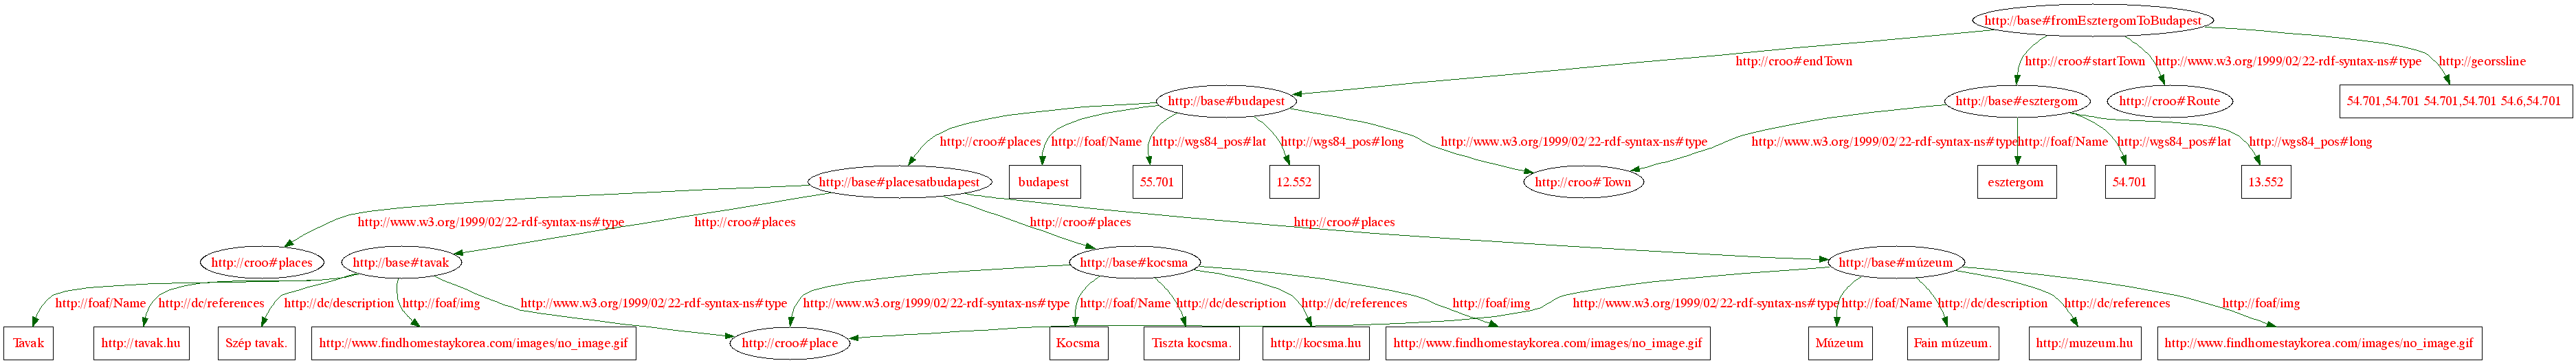 http://base#fromEsztergomToBudapest
http://croo#endTown
http://croo#startTown
http://www.w3.org/1999/02/22-rdf-syntax-ns#type
http://georssline
http://base#budapest
http://base#esztergom
http://croo#Route
54.701,54.701 54.701,54.701 54.6,54.701
http://croo#places
http://foaf/Name
http://wgs84_pos#lat
http://wgs84_pos#long
http://www.w3.org/1999/02/22-rdf-syntax-ns#type
http://www.w3.org/1999/02/22-rdf-syntax-ns#type
http://foaf/Name
http://wgs84_pos#lat
http://wgs84_pos#long
http://base#placesatbudapest
budapest
55.701
12.552
http://croo#Town
esztergom
54.701
13.552
http://www.w3.org/1999/02/22-rdf-syntax-ns#type
http://croo#places
http://croo#places
http://croo#places
http://croo#places
http://base#tavak
http://base#kocsma
http://base#múzeum
http://foaf/Name
http://dc/references
http://dc/description
http://foaf/img
http://www.w3.org/1999/02/22-rdf-syntax-ns#type
http://www.w3.org/1999/02/22-rdf-syntax-ns#type
http://foaf/Name
http://dc/description
http://dc/references
http://foaf/img
http://www.w3.org/1999/02/22-rdf-syntax-ns#type
http://foaf/Name
http://dc/description
http://dc/references
http://foaf/img
Tavak
http://tavak.hu
Szép tavak.
http://www.findhomestaykorea.com/images/no_image.gif
http://croo#place
Kocsma
Tiszta kocsma.
http://kocsma.hu
http://www.findhomestaykorea.com/images/no_image.gif
Múzeum
Fain múzeum.
http://muzeum.hu
http://www.findhomestaykorea.com/images/no_image.gif